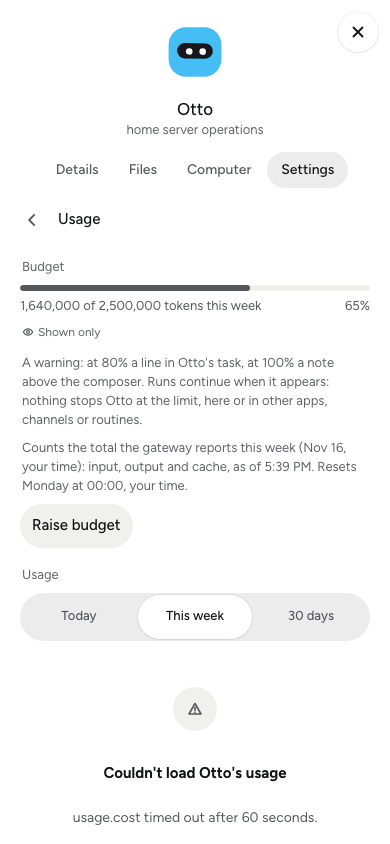 Otto
home server operations
Details
Files
Computer
Settings
Usage
Budget
1,640,000 of 2,500,000 tokens this week
65%
Shown only
A warning: at 80% a line in Otto's task, at 100% a note
above the composer. Runs continue when it appears:
nothing stops Otto at the limit, here or in other apps,
channels or routines.
Counts the total the gateway reports this week (Nov 16,
your time): input, output and cache, as of 5:39 PM. Resets
Monday at 00:00, your time.
Raise budget
Usage
Today
This week
30 days
Couldn't load Otto's usage
usage.cost timed out after 60 seconds.